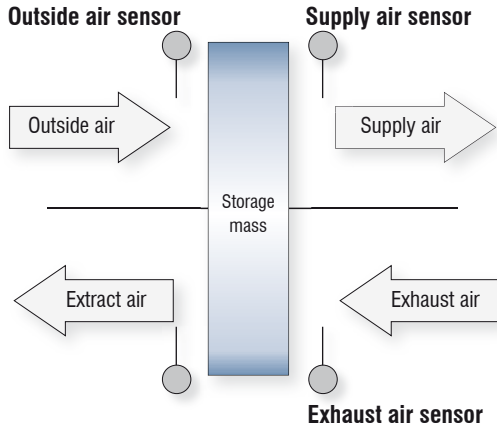 Outside air sensor
Supply air sensor
Outside air
Supply air
Storage
mass
Extract air
Exhaust air
Exhaust air sensor